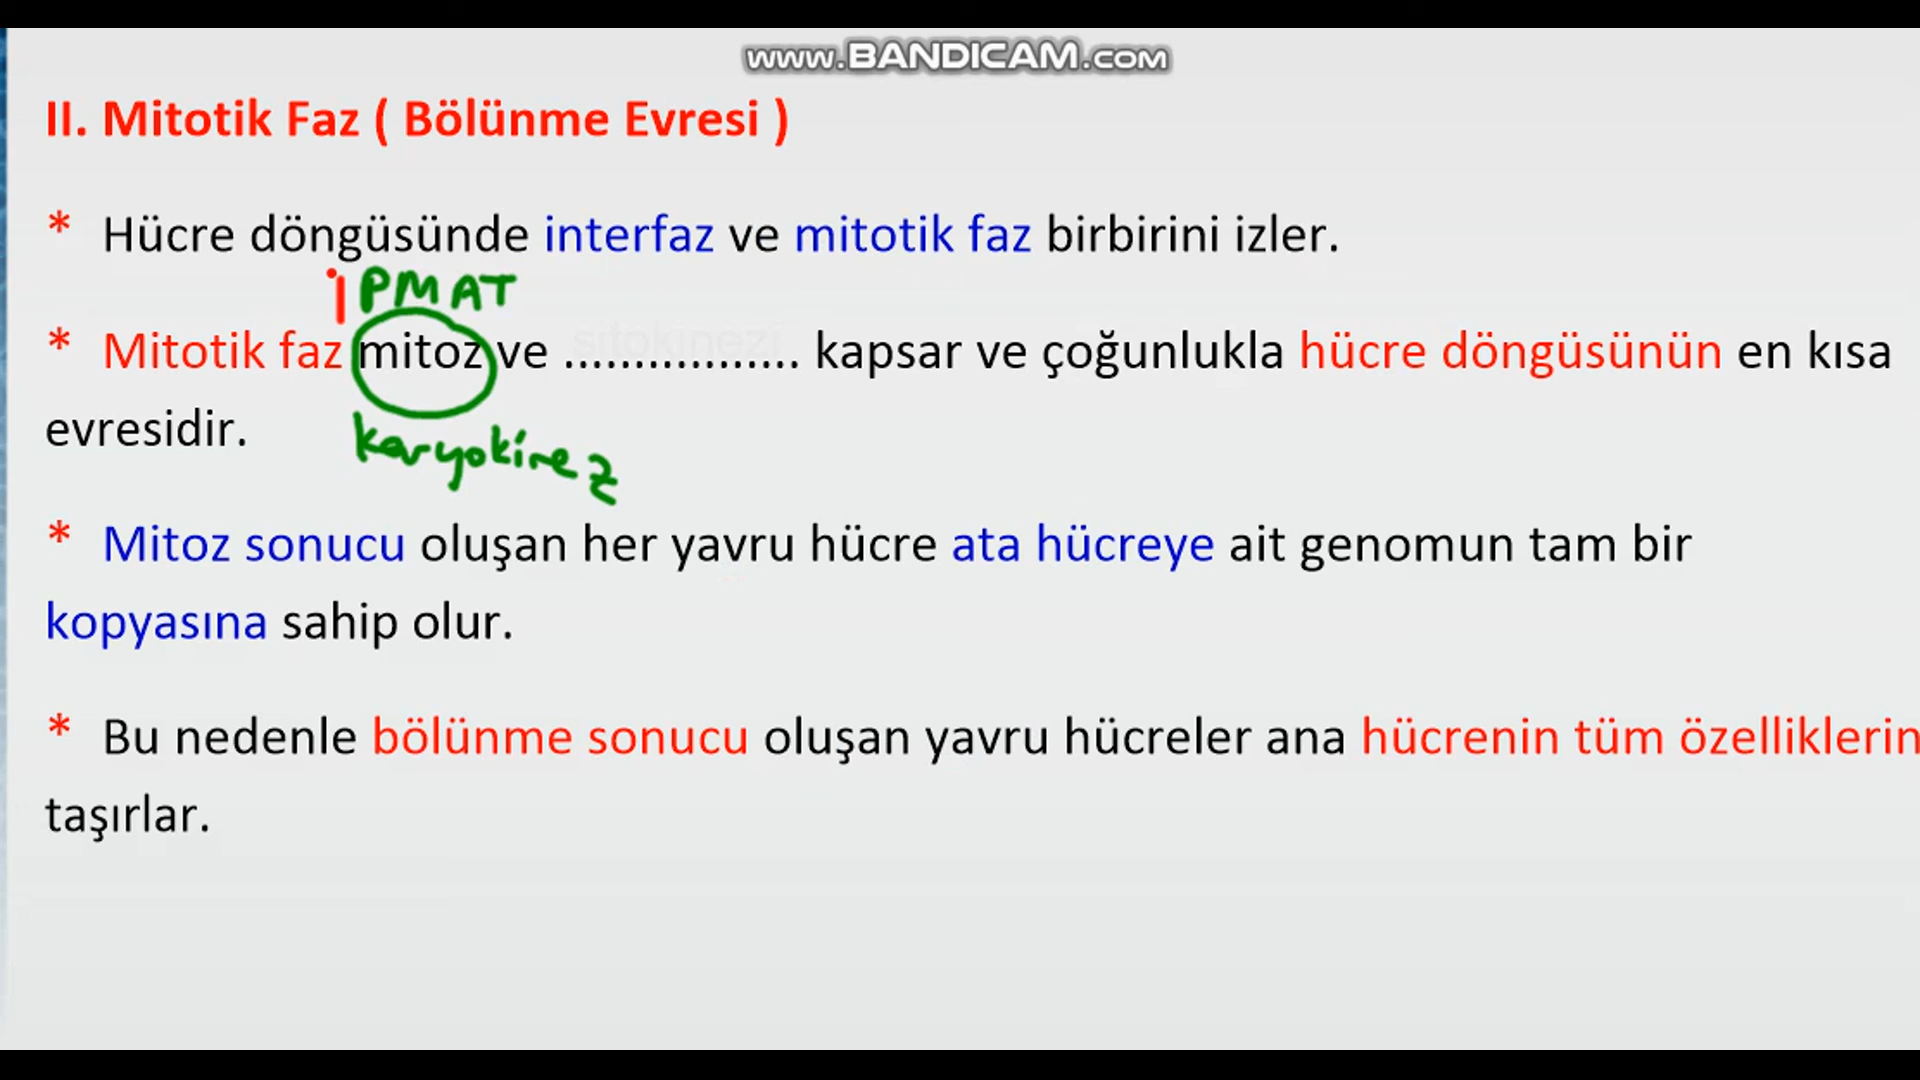 www.BANDICAM.com
II. Mitotik Faz ( Bölünme Evresi )
* Hücre döngüsünde interfaz ve mitotik faz birbirini izler.
İ PMAT
sitokinezi
* Mitotik faz mitoz ve ................. kapsar ve çoğunlukla hücre döngüsünün en kısa
evresidir.
karyokinez
* Mitoz sonucu oluşan her yavru hücre ata hücreye ait genomun tam bir
kopyasına sahip olur.
* Bu nedenle bölünme sonucu oluşan yavru hücreler ana hücrenin tüm özelliklerin
taşırlar.